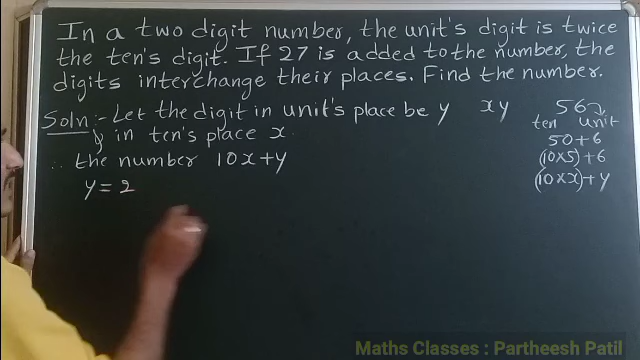 In a two digit number, the unit's digit is twice
the ten's digit. If 27 is added to the number, the
digits interchange their places. Find the number.
Soln :- Let the digit in unit's place be y   xy
y in ten's place x.
∴ the number 10x+y
y = 2
56
ten unit
50+6
(10×5)+6
(10×x)+y
Maths Classes : Partheesh Patil